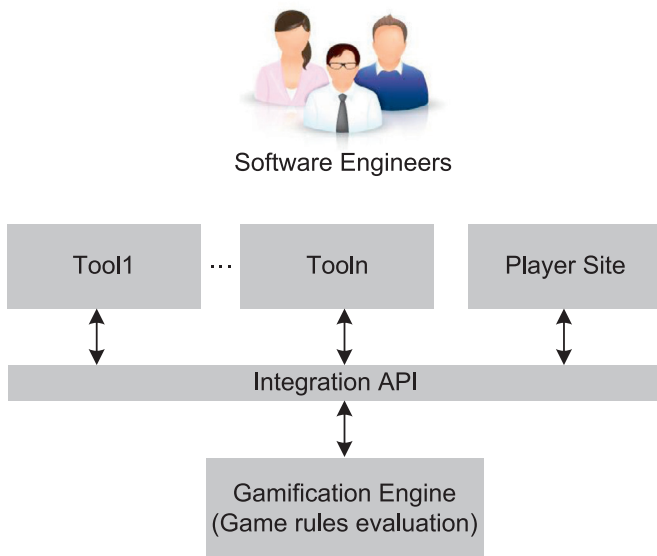 Software Engineers
Tool1 ... Tooln Player Site
Integration API
Gamification Engine
(Game rules evaluation)